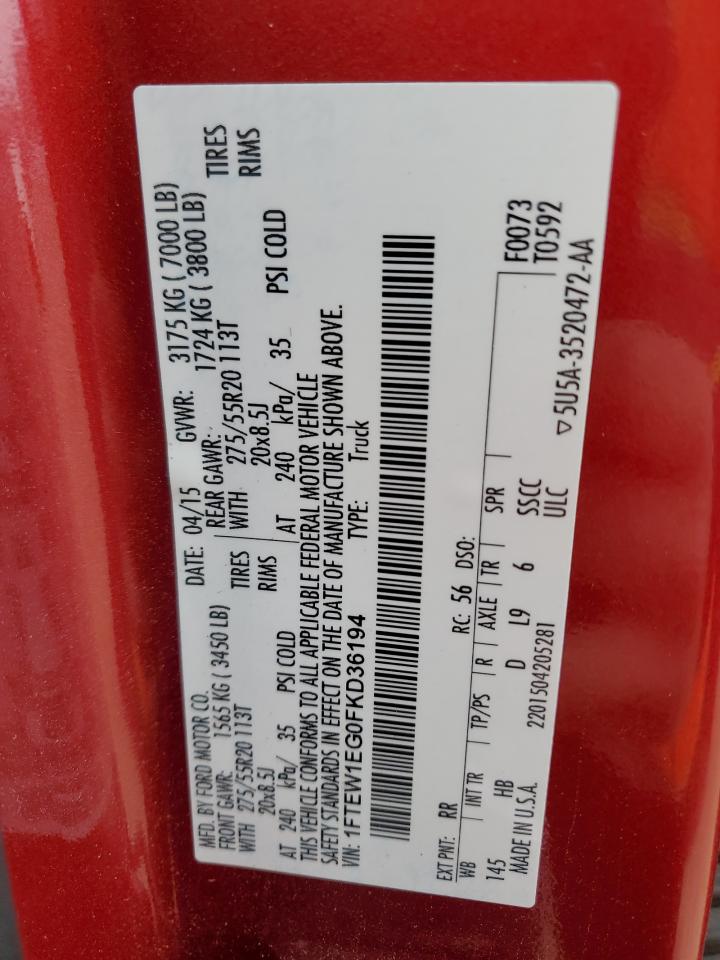 MFD. BY FORD MOTOR CO.
DATE: 04/15 GVWR: 3175 KG ( 7000 LB)
FRONT GAWR: 1565 KG ( 3450 LB) REAR GAWR: 1724 KG ( 3800 LB)
WITH 275/55R20 113T TIRES WITH 275/55R20 113T TIRES
20x8.5J RIMS 20x8.5J RIMS
AT 240 kPa/ 35 PSI COLD AT 240 kPa/ 35 PSI COLD
THIS VEHICLE CONFORMS TO ALL APPLICABLE FEDERAL MOTOR VEHICLE
SAFETY STANDARDS IN EFFECT ON THE DATE OF MANUFACTURE SHOWN ABOVE.
VIN: 1FTEW1EG0FKD36194 TYPE: Truck
EXT PNT: RR RC: 56 DSO: F0073
WB INT TR TP/PS R AXLE TR SPR T0592
145 HB D L9 6 SSCC
MADE IN U.S.A. 2201504205281 ULC ▽5U5A-3520472-AA